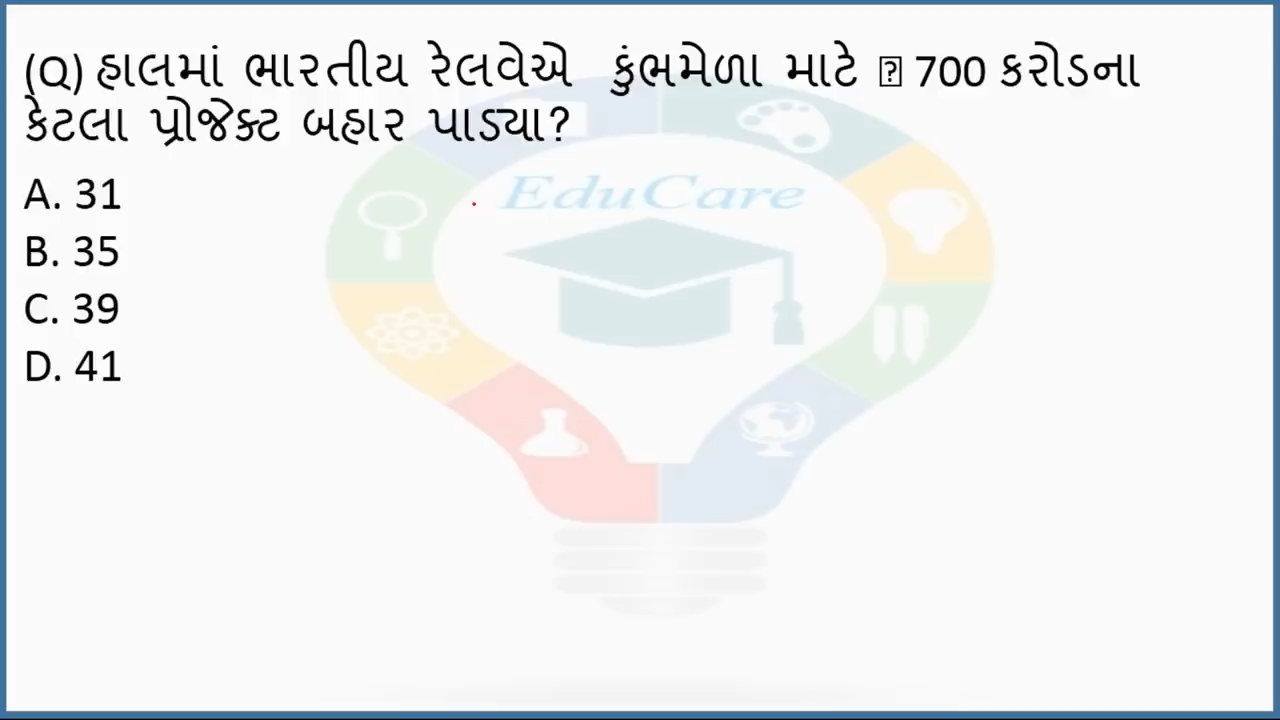 (Q) હાલમાં ભારતીય રેલવેએ કુંભમેળા માટે 700 કરોડના
કેટલા પ્રોજેક્ટ બહાર પાડ્યા?
A. 31
B. 35
C. 39
D. 41
EduCare